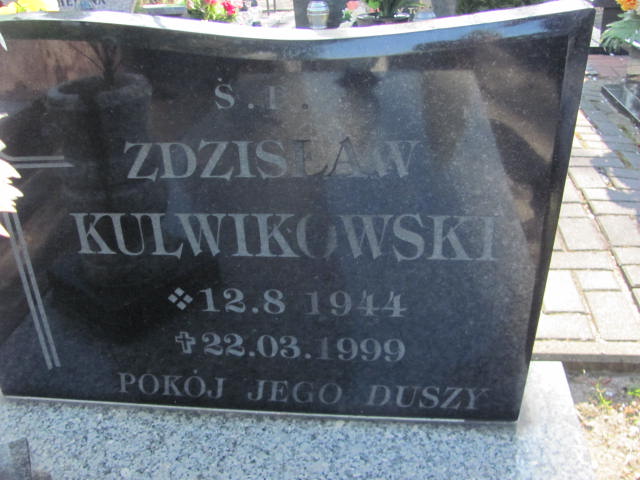 Ś.P.
ZDZISŁAW
KULWIKOWSKI
12.8 1944
✝22.03.1999
POKÓJ JEGO DUSZY